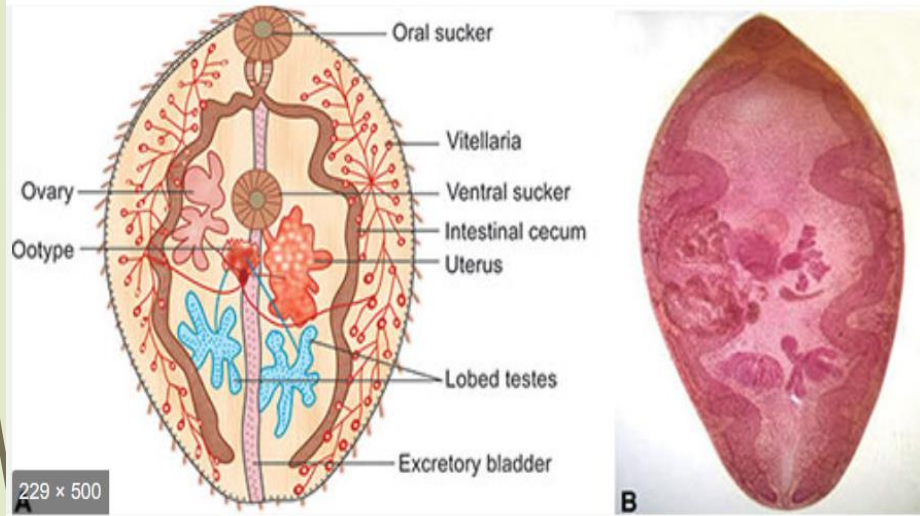 Oral sucker
Vitellaria
Ovary
Ventral sucker
Intestinal cecum
Ootype
Uterus
Lobed testes
Excretory bladder
229 × 500
A
B